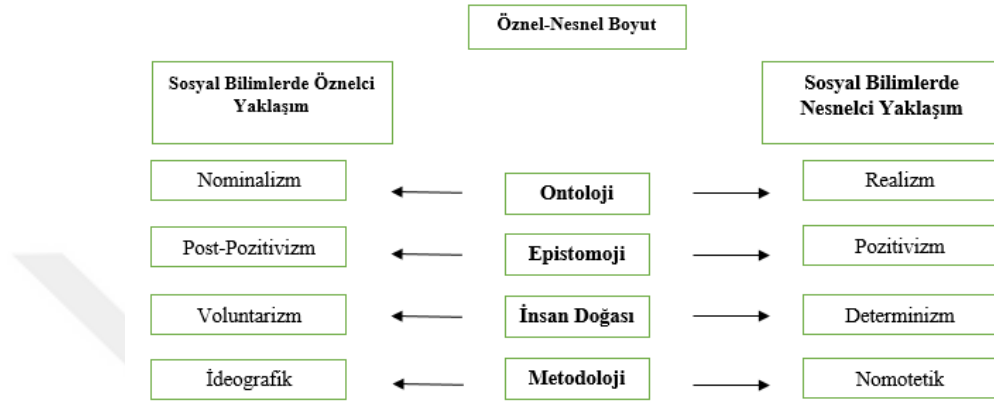 Öznel-Nesnel Boyut
Sosyal Bilimlerde Öznelci
Yaklaşım
Sosyal Bilimlerde
Nesnelci Yaklaşım
Nominalizm
Ontoloji
Realizm
Post-Pozitivizm
Epistomoji
Pozitivizm
Voluntarizm
İnsan Doğası
Determinizm
İdeografik
Metodoloji
Nomotetik